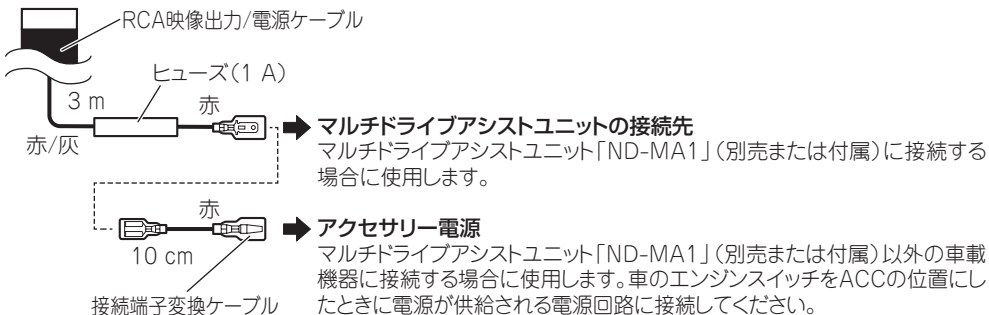 RCA映像出力/電源ケーブル
ヒューズ(1 A)
3 m
赤
赤/灰
マルチドライブアシストユニットの接続先
マルチドライブアシストユニット「ND-MA1」(別売または付属)に接続する
場合に使用します。
赤
10 cm
接続端子変換ケーブル
アクセサリー電源
マルチドライブアシストユニット「ND-MA1」(別売または付属)以外の車載
機器に接続する場合に使用します。車のエンジンスイッチをACCの位置にし
たときに電源が供給される電源回路に接続してください。